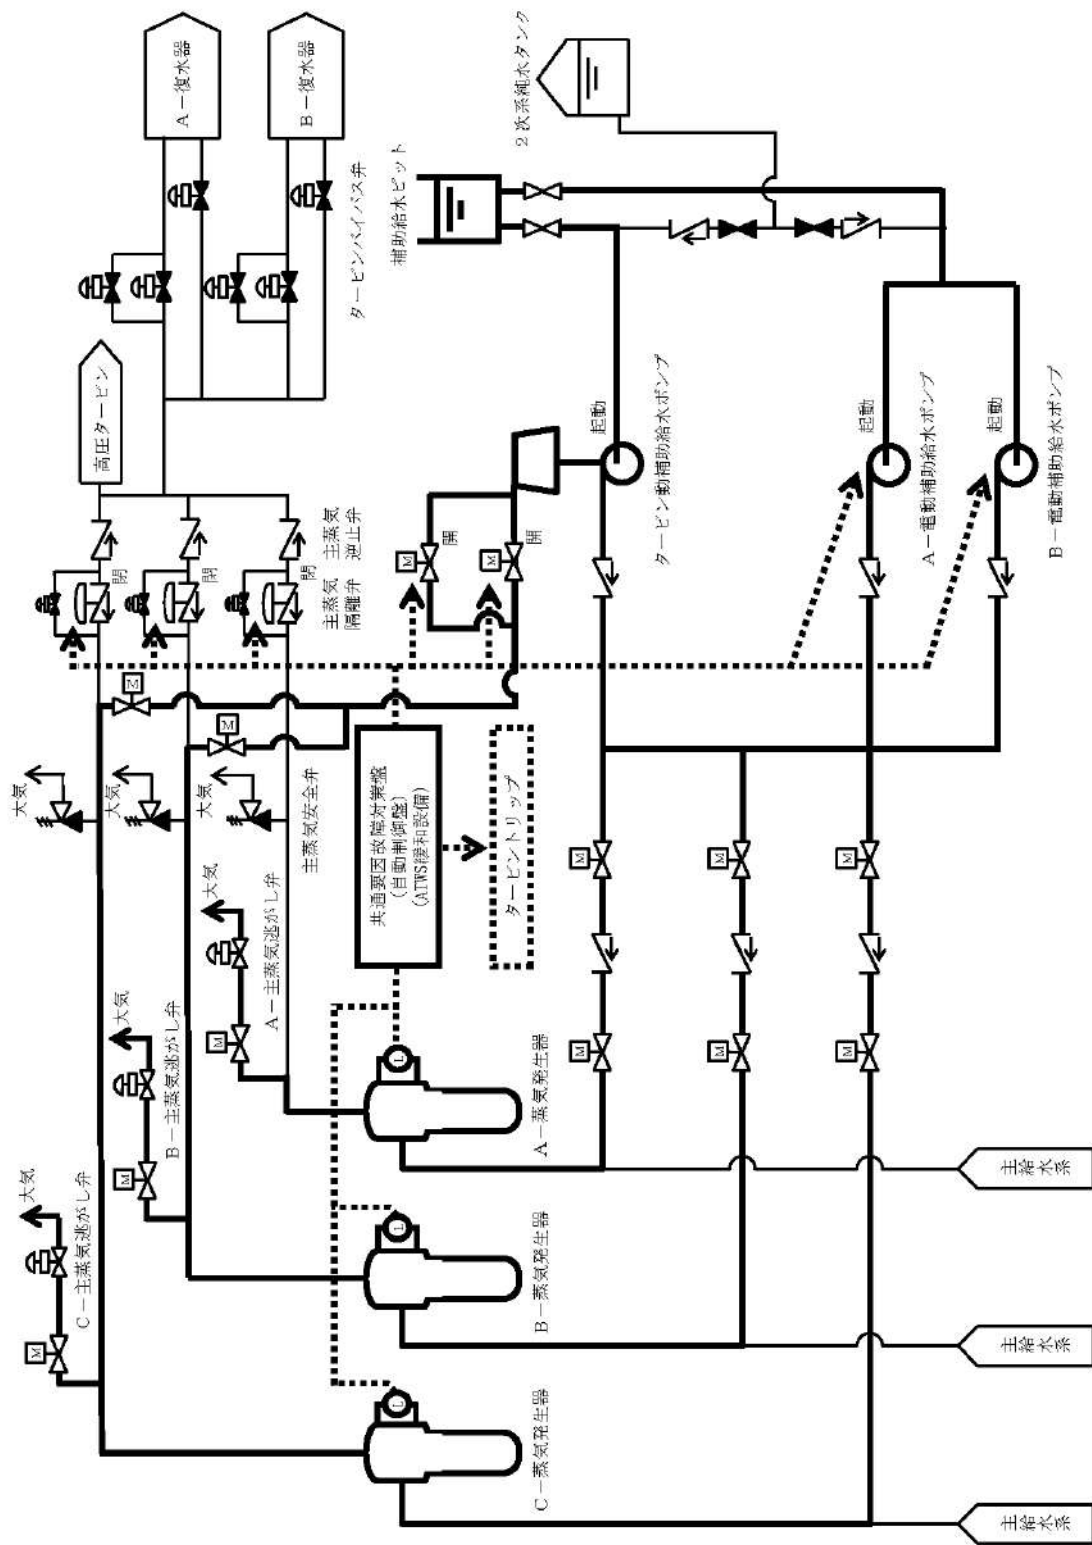 A－復水器
B－復水器
タービンバイパス弁
2次系純水タンク
補助給水ピット
高圧タービン
閉
閉
閉
主蒸気
逆止弁
主蒸気
隔離弁
開
開
起動
タービン動補助給水ポンプ
起動
A－電動補助給水ポンプ
起動
B－電動補助給水ポンプ
M
M
M
M
大気
大気
大気
主蒸気安全弁
共通要因故障対策盤
(自動制御盤)
(ATWS緩和設備)
タービントリップ
大気
A－主蒸気逃がし弁
M
大気
B－主蒸気逃がし弁
M
大気
C－主蒸気逃がし弁
M
M
M
M
M
M
M
L
A－蒸気発生器
L
B－蒸気発生器
L
C－蒸気発生器
主給水系
主給水系
主給水系